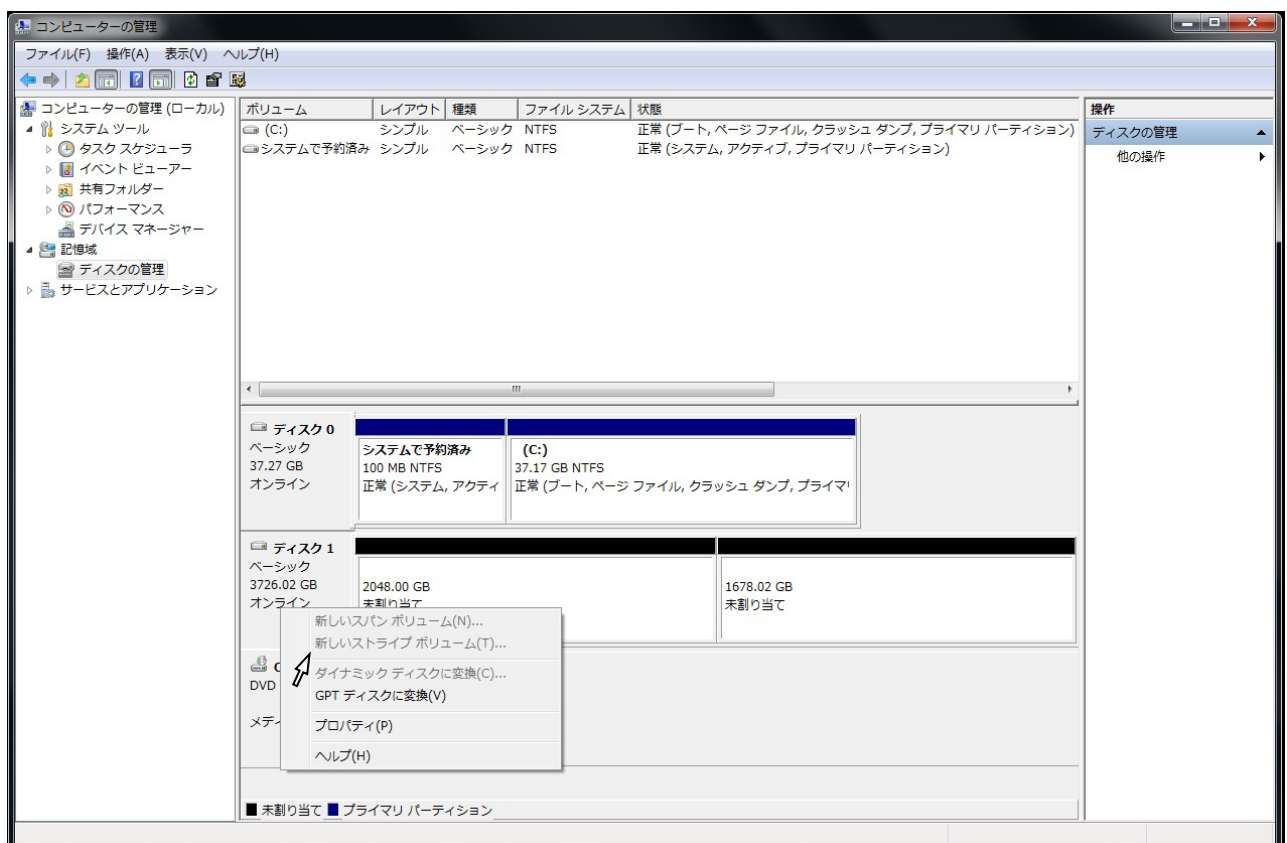 コンピューターの管理
ファイル(F) 操作(A) 表示(V) ヘルプ(H)
コンピューターの管理 (ローカル)
システム ツール
タスク スケジューラ
イベント ビューアー
共有フォルダー
パフォーマンス
デバイス マネージャー
記憶域
ディスクの管理
サービスとアプリケーション
ボリューム レイアウト 種類 ファイル システム 状態
(C:) シンプル ベーシック NTFS 正常 (ブート, ページ ファイル, クラッシュ ダンプ, プライマリ パーティション)
システムで予約済み シンプル ベーシック NTFS 正常 (システム, アクティブ, プライマリ パーティション)
操作
ディスクの管理
他の操作
ディスク 0
ベーシック
37.27 GB
オンライン
システムで予約済み
100 MB NTFS
正常 (システム, アクティ
(C:)
37.17 GB NTFS
正常 (ブート, ページ ファイル, クラッシュ ダンプ, プライマ
ディスク 1
ベーシック
3726.02 GB
オンライン
2048.00 GB
未割り当て
1678.02 GB
未割り当て
DVD
メディ
新しいスパン ボリューム(N)...
新しいストライプ ボリューム(T)...
ダイナミック ディスクに変換(C)...
GPT ディスクに変換(V)
プロパティ(P)
ヘルプ(H)
未割り当て プライマリ パーティション